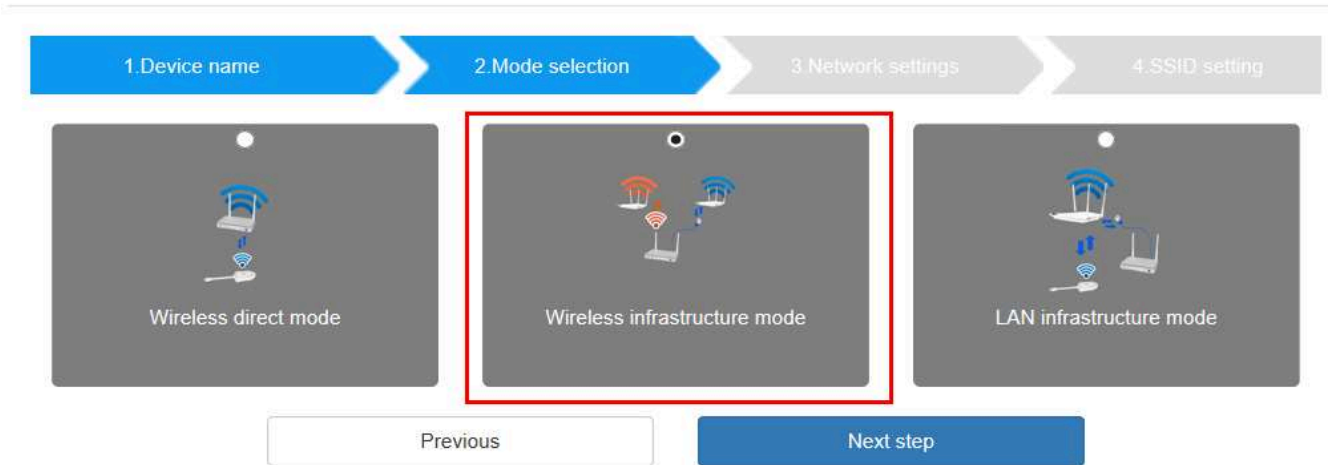 1.Device name
2.Mode selection
3.Network settings
4.SSID setting
Wireless direct mode
Wireless infrastructure mode
LAN infrastructure mode
Previous
Next step